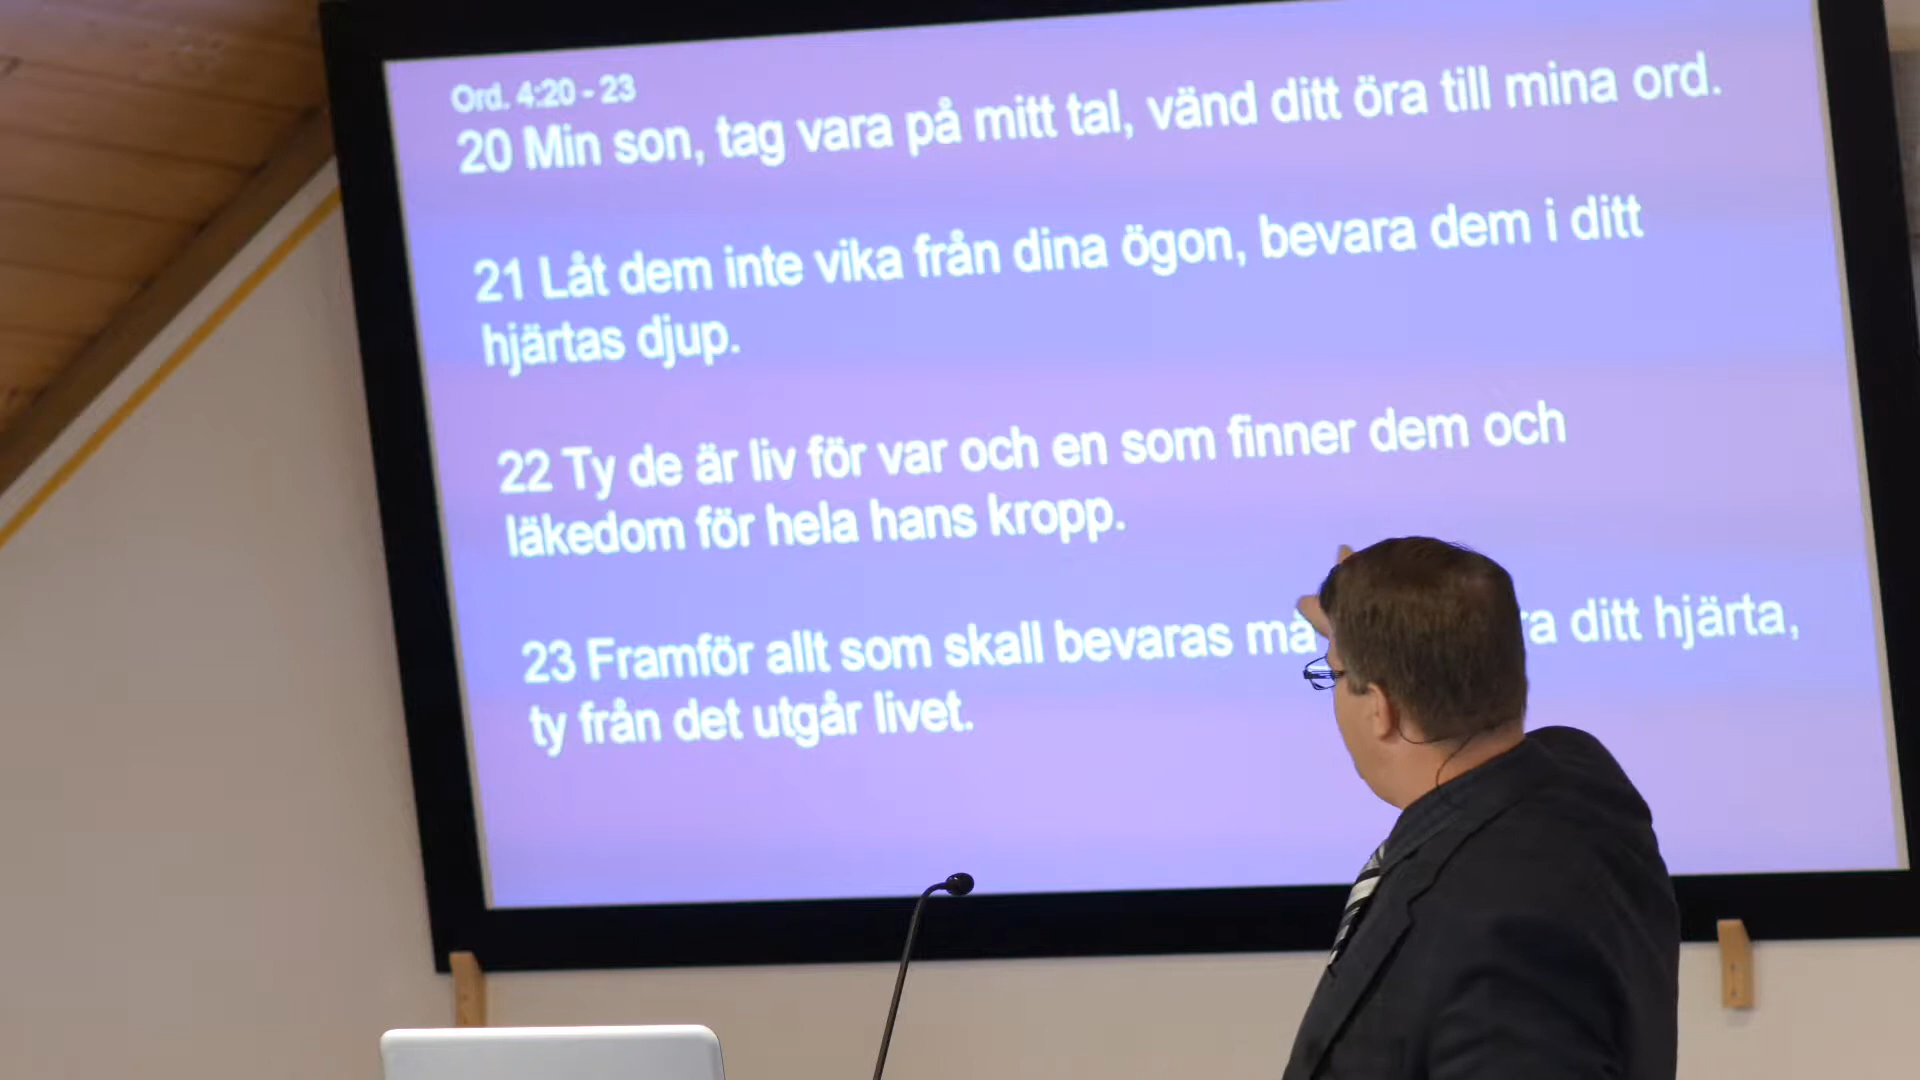 Ord. 4:20 - 23
20 Min son, tag vara på mitt tal, vänd ditt öra till mina ord.
21 Låt dem inte vika från dina ögon, bevara dem i ditt
hjärtas djup.
22 Ty de är liv för var och en som finner dem och
läkedom för hela hans kropp.
23 Framför allt som skall bevaras ditt hjärta,
ty från det utgår livet.